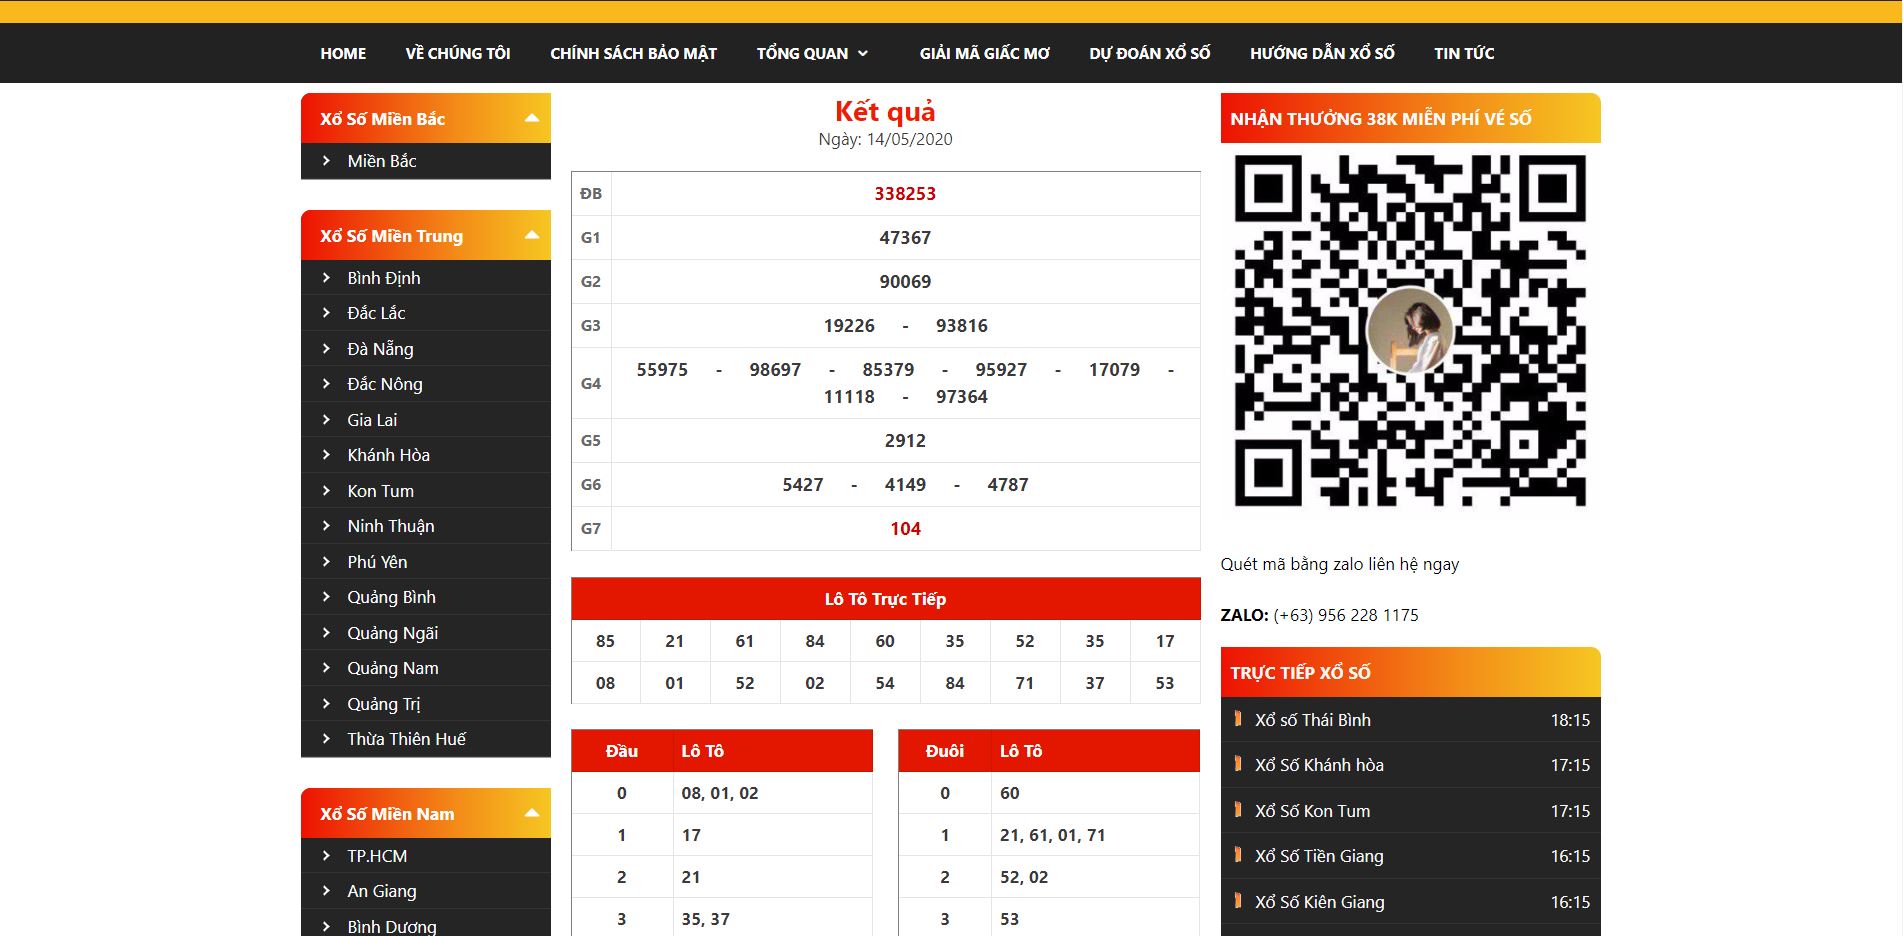 HOME VỀ CHÚNG TÔI CHÍNH SÁCH BẢO MẬT TỔNG QUAN GIẢI MÃ GIẤC MƠ DỰ ĐOÁN XỔ SỐ HƯỚNG DẪN XỔ SỐ TIN TỨC
Xổ Số Miền Bắc
Miền Bắc
Xổ Số Miền Trung
Bình Định
Đắc Lắc
Đà Nẵng
Đắc Nông
Gia Lai
Khánh Hòa
Kon Tum
Ninh Thuận
Phú Yên
Quảng Bình
Quảng Ngãi
Quảng Nam
Quảng Trị
Thừa Thiên Huế
Xổ Số Miền Nam
TP.HCM
An Giang
Bình Dương
Kết quả
Ngày: 14/05/2020
ĐB 338253
G1 47367
G2 90069
G3 19226 - 93816
G4 55975 - 98697 - 85379 - 95927 - 17079 -
11118 - 97364
G5 2912
G6 5427 - 4149 - 4787
G7 104
Lô Tô Trực Tiếp
85 21 61 84 60 35 52 35 17
08 01 52 02 54 84 71 37 53
Đầu Lô Tô
0 08, 01, 02
1 17
2 21
3 35, 37
Đuôi Lô Tô
0 60
1 21, 61, 01, 71
2 52, 02
3 53
NHẬN THƯỞNG 38K MIỄN PHÍ VÉ SỐ
Quét mã bằng zalo liên hệ ngay
ZALO: (+63) 956 228 1175
TRỰC TIẾP XỔ SỐ
Xổ số Thái Bình 18:15
Xổ Số Khánh hòa 17:15
Xổ Số Kon Tum 17:15
Xổ Số Tiền Giang 16:15
Xổ Số Kiên Giang 16:15